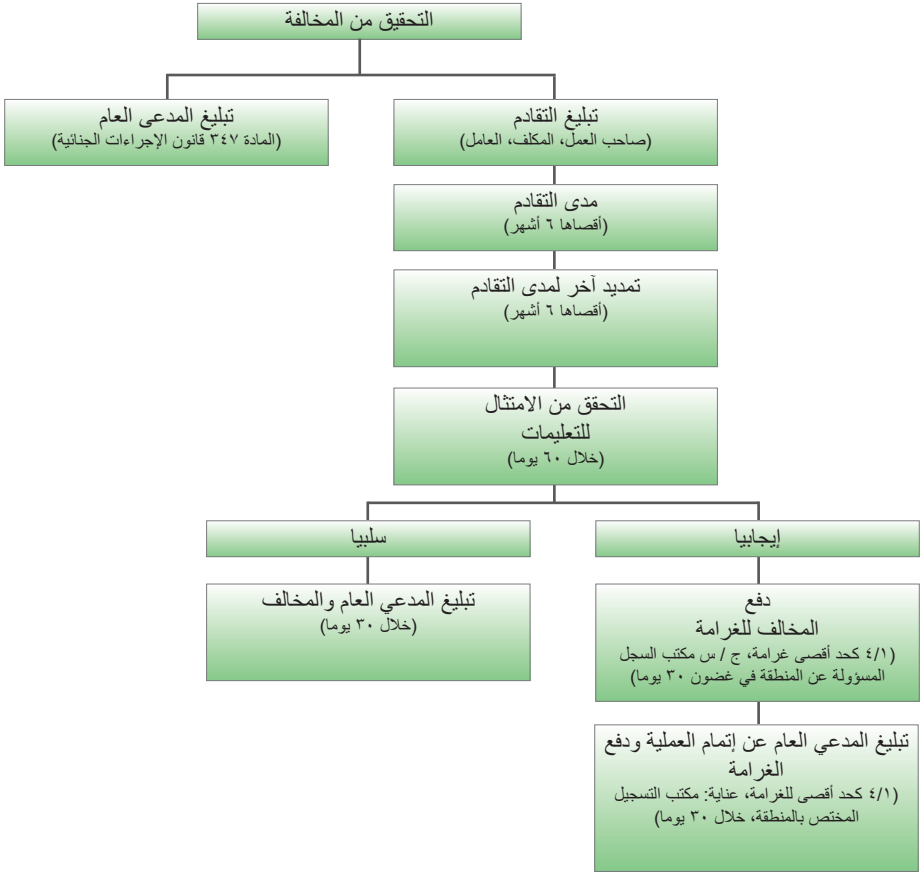 التحقيق من المخالفة
تبليغ التقادم
(صاحب العمل، المكلف، العامل)
تبليغ المدعى العام
(المادة ٣٤٧ قانون الإجراءات الجنائية)
مدى التقادم
(أقصاها ٦ أشهر)
تمديد آخر لمدى التقادم
(أقصاها ٦ أشهر)
التحقق من الامتثال
للتعليمات
(خلال ٦٠ يوما)
إيجابيا
سلبيا
دفع
المخالف للغرامة
(٤/١ كحد أقصى غرامة، ج / س مكتب السجل
المسؤولة عن المنطقة في غضون ٣٠ يوما)
تبليغ المدعي العام والمخالف
(خلال ٣٠ يوما)
تبليغ المدعي العام عن إتمام العملية ودفع
الغرامة
(٤/١ كحد أقصى للغرامة، عناية: مكتب التسجيل
المختص بالمنطقة، خلال ٣٠ يوما)